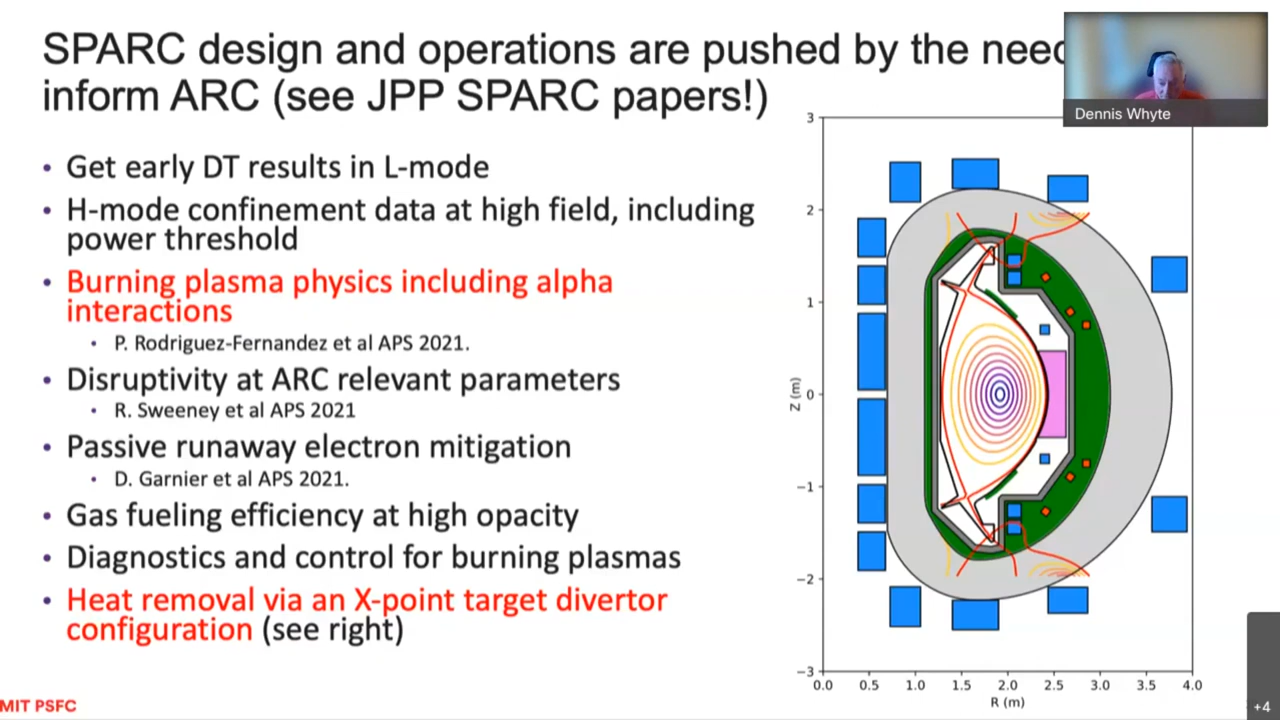 SPARC design and operations are pushed by the need
inform ARC (see JPP SPARC papers!)
Dennis Whyte
• Get early DT results in L-mode
• H-mode confinement data at high field, including
power threshold
• Burning plasma physics including alpha
interactions
• P. Rodriguez-Fernandez et al APS 2021.
• Disruptivity at ARC relevant parameters
• R. Sweeney et al APS 2021
• Passive runaway electron mitigation
• D. Garnier et al APS 2021.
• Gas fueling efficiency at high opacity
• Diagnostics and control for burning plasmas
• Heat removal via an X-point target divertor
configuration (see right)
MIT PSFC
3
2
1
0
−1
−2
−3
Z (m)
0.0 0.5 1.0 1.5 2.0 2.5 3.0 3.5 4.0
R (m)
+4